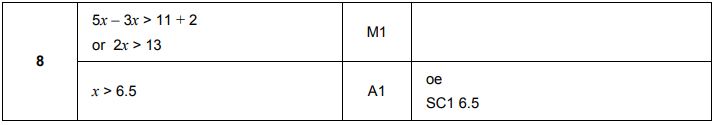 5x – 3x > 11 + 2
or 2x > 13
M1
8
x > 6.5
A1
oe
SC1 6.5